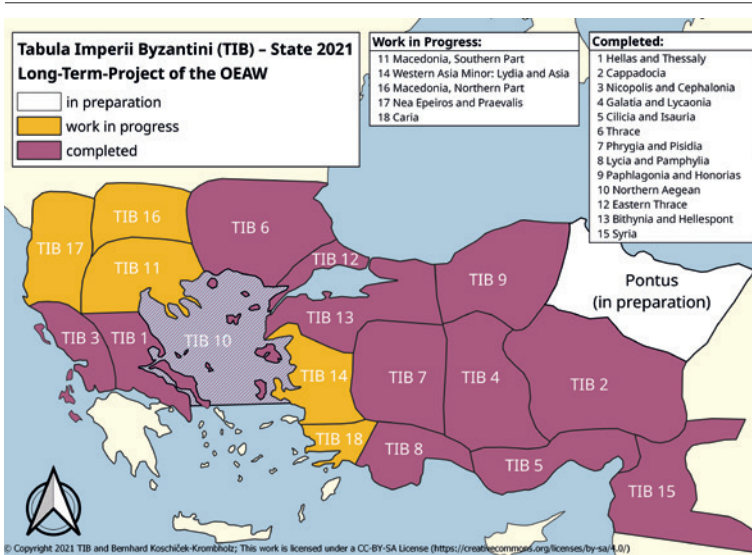 Tabula Imperii Byzantini (TIB) – State 2021
Long-Term-Project of the OEAW
in preparation
work in progress
completed
Work in Progress:
11 Macedonia, Southern Part
14 Western Asia Minor: Lydia and Asia
16 Macedonia, Northern Part
17 Nea Epeiros and Praevalis
18 Caria
Completed:
1 Hellas and Thessaly
2 Cappadocia
3 Nicopolis and Cephalonia
4 Galatia and Lycaonia
5 Cilicia and Isauria
6 Thrace
7 Phrygia and Pisidia
8 Lycia and Pamphylia
9 Paphlagonia and Honorias
10 Northern Aegean
12 Eastern Thrace
13 Bithynia and Hellespont
15 Syria
TIB 16
TIB 6
TIB 17
TIB 11
TIB 12
TIB 9
Pontus
(in preparation)
TIB 3
TIB 1
TIB 10
TIB 13
TIB 14
TIB 7
TIB 4
TIB 2
TIB 18
TIB 8
TIB 5
TIB 15
© Copyright 2021 TIB and Bernhard Koschiček-Krombholz; This work is licensed under a CC-BY-SA License (https://creativecommons.org/licenses/by-sa/4.0/)